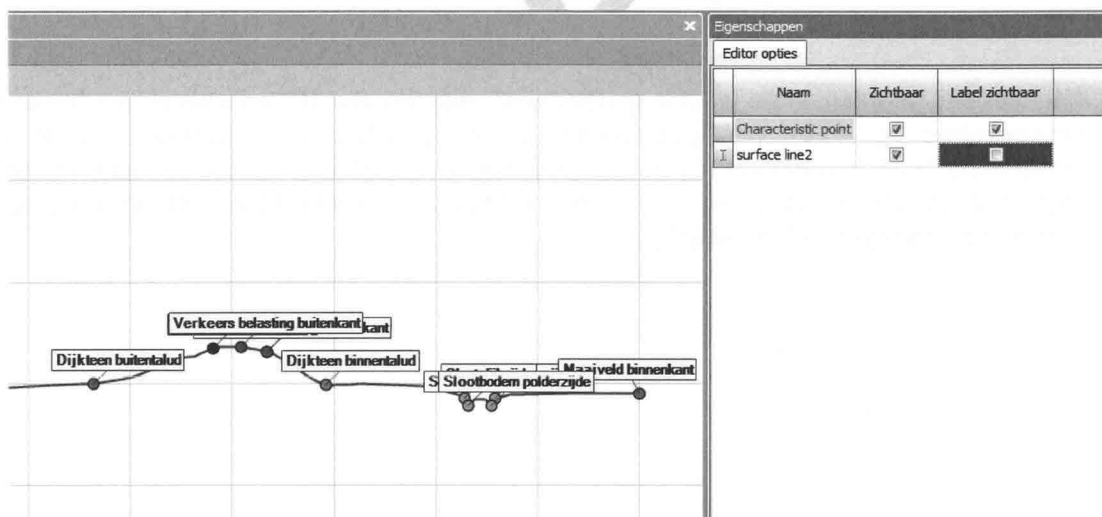 Eigenschappen
Editor opties
Naam Zichtbaar Label zichtbaar
Characteristic point
surface line2
Verkeers belasting buitenkant kant
Dijkteen buitentalud
Dijkteen binnentalud
Maaiveld binnenkant
S Slootbodem polderzijde